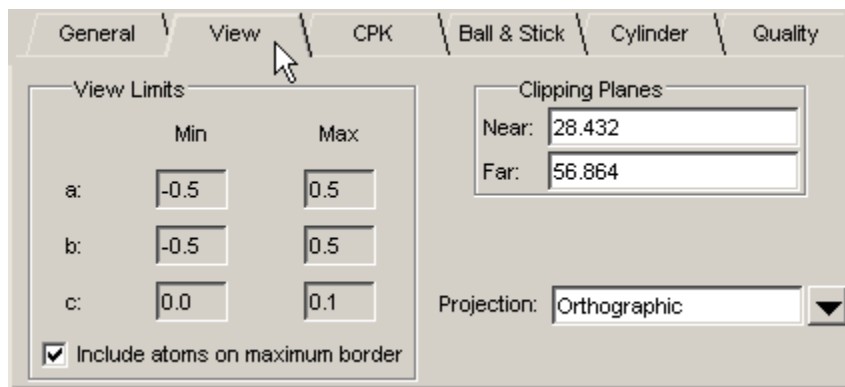 General View CPK Ball & Stick Cylinder Quality
View Limits
Min Max
a: -0.5 0.5
b: -0.5 0.5
c: 0.0 0.1
Include atoms on maximum border
Clipping Planes
Near: 28.432
Far: 56.864
Projection: Orthographic